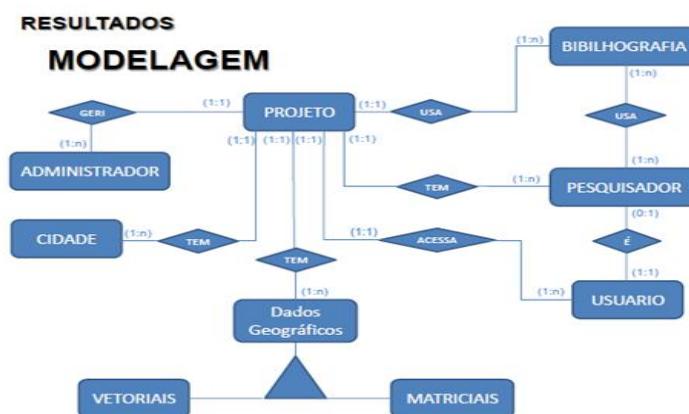 RESULTADOS
MODELAGEM
(1:n)
BIBILHOGRAFIA
(1:1)
PROJETO
(1:1)
USA
GERI
(1:n)
(1:1)
(1:1)
(1:1)
(1:1)
USA
(1:n)
ADMINISTRADOR
(1:n)
TEM
(1:n)
PESQUISADOR
(0:1)
CIDADE
(1:n)
TEM
(1:1)
ACESSA
É
TEM
(1:1)
(1:n)
(1:n)
USUARIO
Dados
Geográficos
VETORIAIS
MATRICIAIS